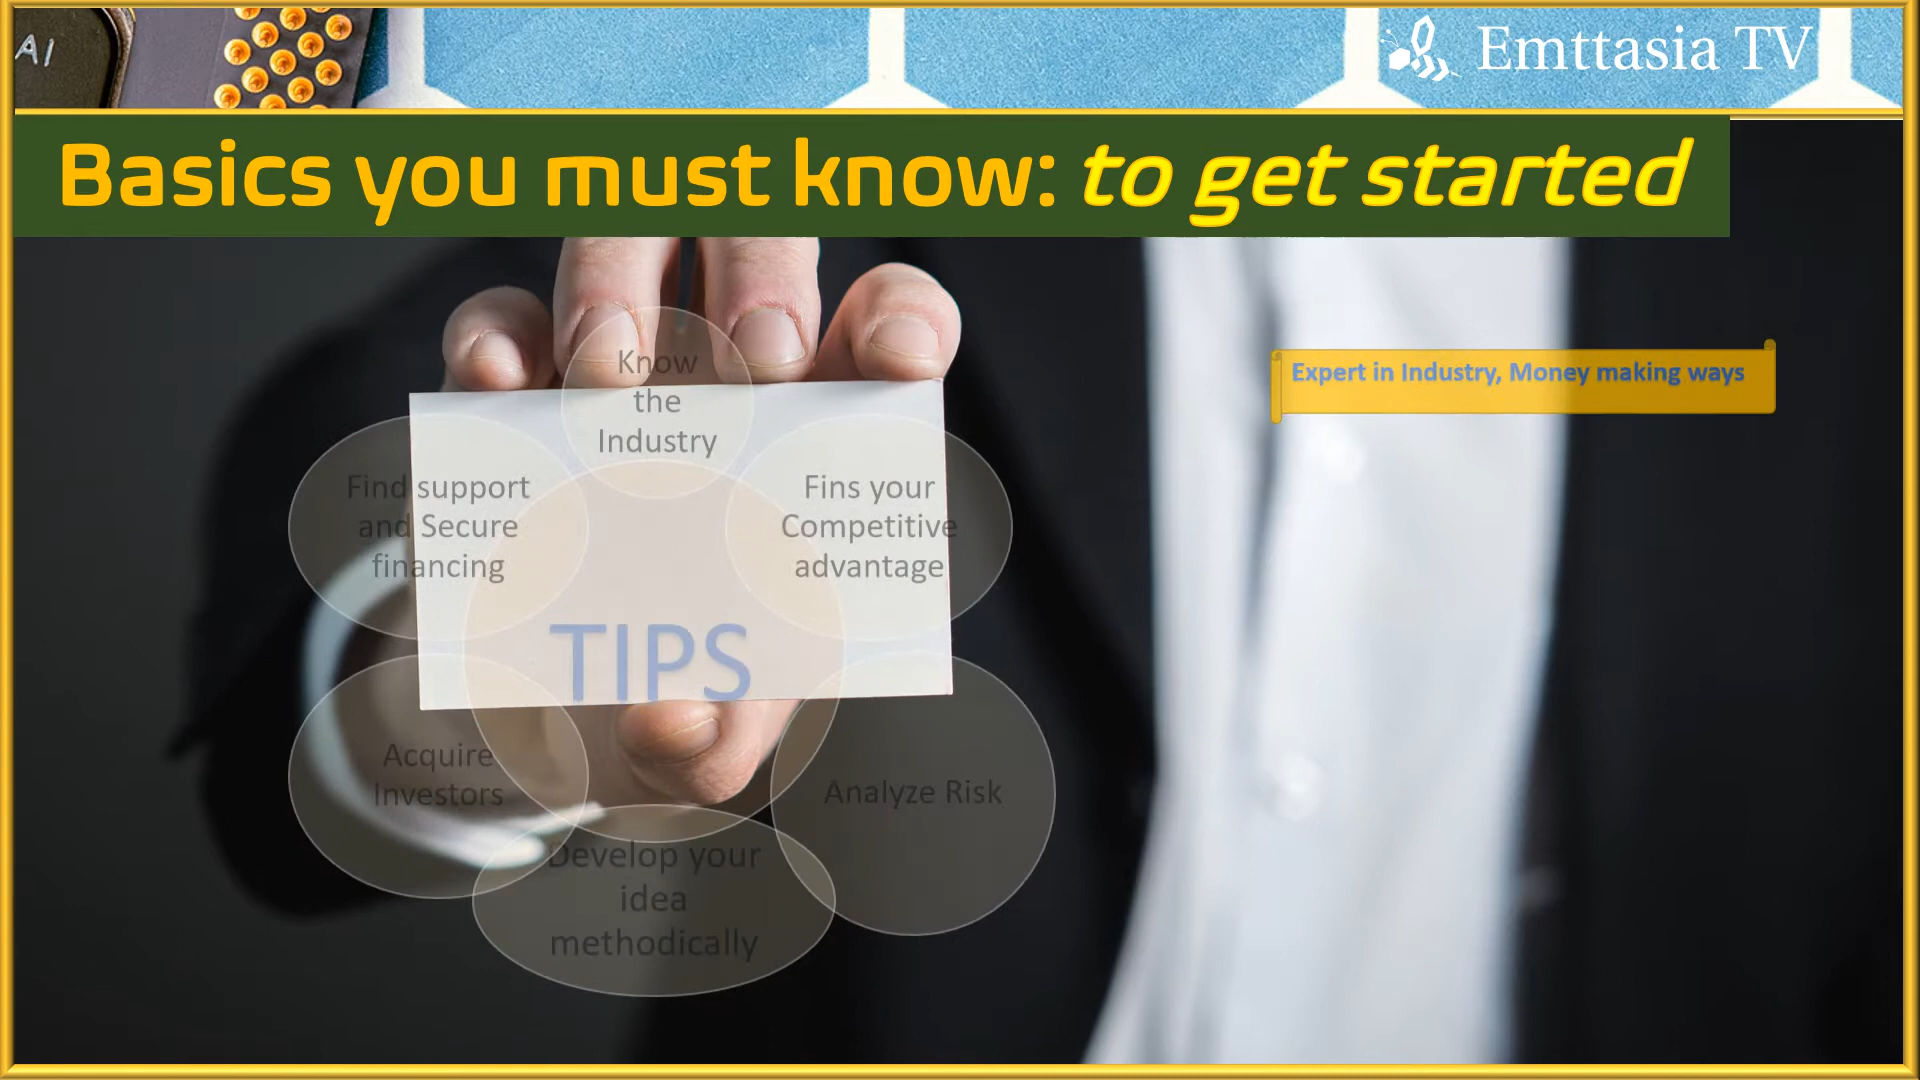 AI
Emttasia TV
Basics you must know: to get started
Know
the
Industry
Expert in Industry, Money making ways
Find support
and Secure
financing
Fins your
Competitive
advantage
TIPS
Acquire
Investors
Analyze Risk
Develop your
idea
methodically